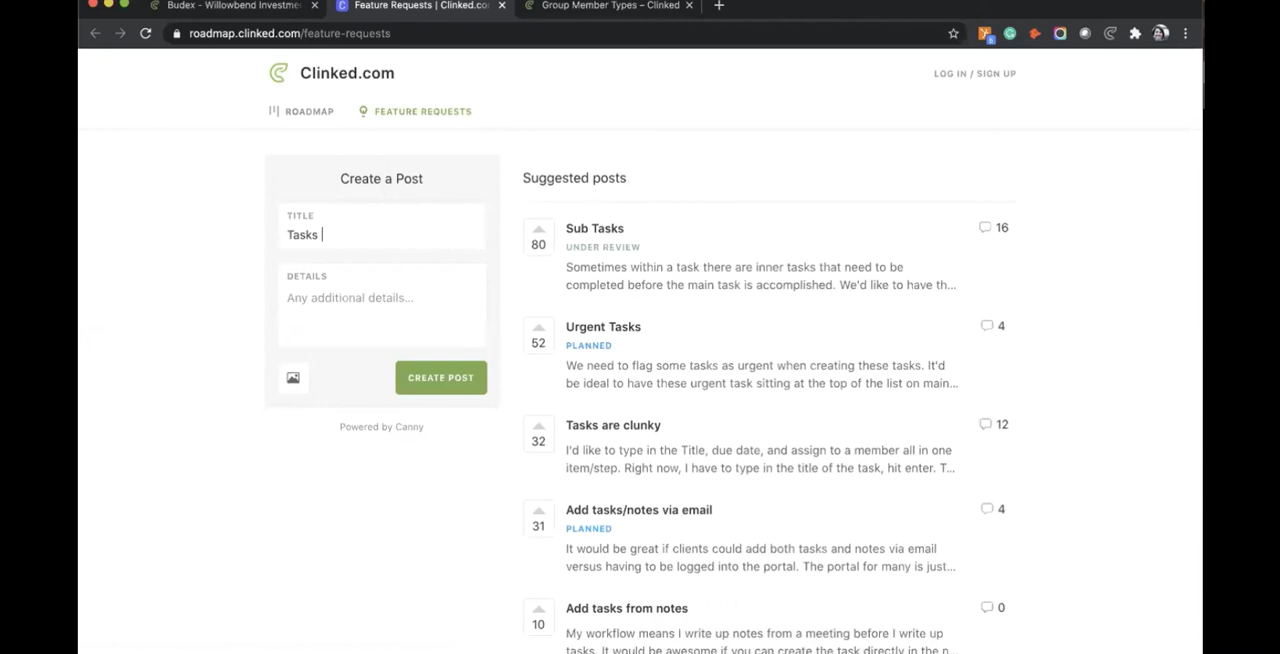 Budex - Willowbend Investme
Feature Requests | Clinked.co
Group Member Types – Clinked
roadmap.clinked.com/feature-requests
Clinked.com
LOG IN / SIGN UP
ROADMAP
FEATURE REQUESTS
Create a Post
TITLE
Tasks
DETAILS
Any additional details...
CREATE POST
Powered by Canny
Suggested posts
80
Sub Tasks
16
UNDER REVIEW
Sometimes within a task there are inner tasks that need to be
completed before the main task is accomplished. We'd like to have th...
52
Urgent Tasks
4
PLANNED
We need to flag some tasks as urgent when creating these tasks. It'd
be ideal to have these urgent task sitting at the top of the list on main...
32
Tasks are clunky
12
I'd like to type in the Title, due date, and assign to a member all in one
item/step. Right now, I have to type in the title of the task, hit enter. T...
31
Add tasks/notes via email
4
PLANNED
It would be great if clients could add both tasks and notes via email
versus having to be logged into the portal. The portal for many is just...
10
Add tasks from notes
0
My workflow means I write up notes from a meeting before I write up
tasks. It would be awesome if you can create the task directly in the n...